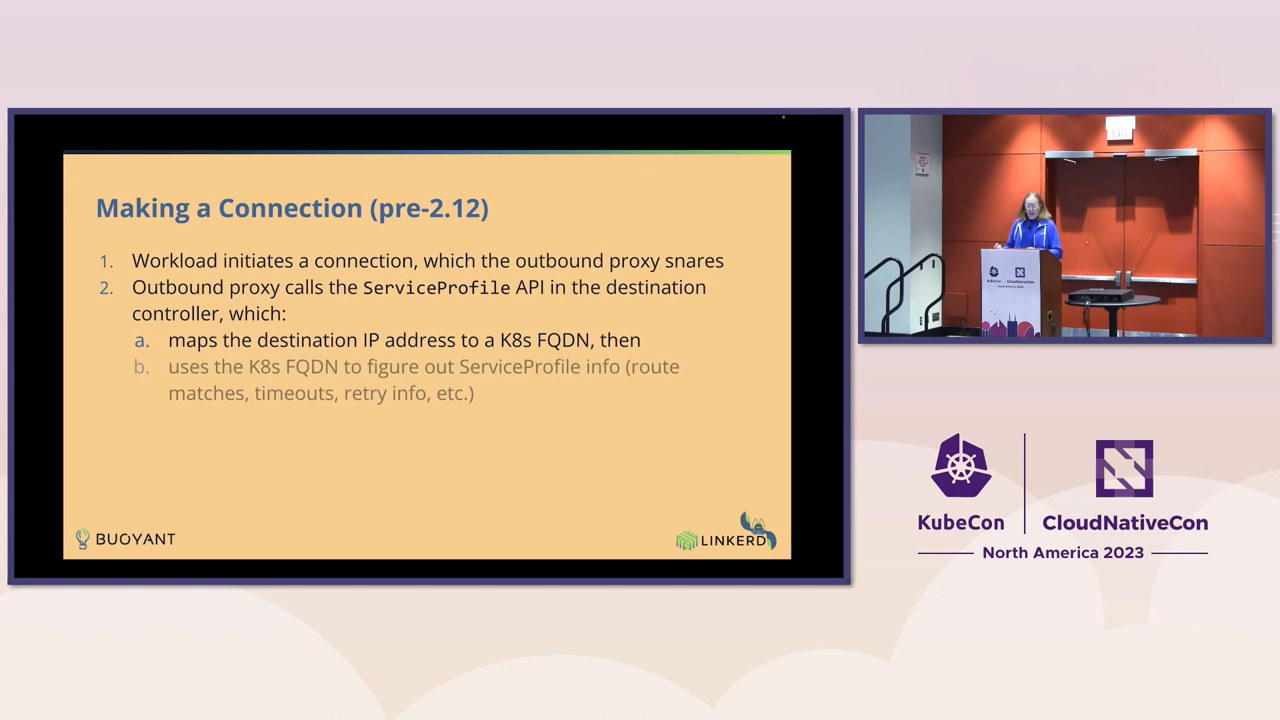 Making a Connection (pre-2.12)
1. Workload initiates a connection, which the outbound proxy snares
2. Outbound proxy calls the ServiceProfile API in the destination
controller, which:
a. maps the destination IP address to a K8s FQDN, then
b. uses the K8s FQDN to figure out ServiceProfile info (route
matches, timeouts, retry info, etc.)
BUOYANT
LINKERD
KubeCon
CloudNativeCon
North America 2023